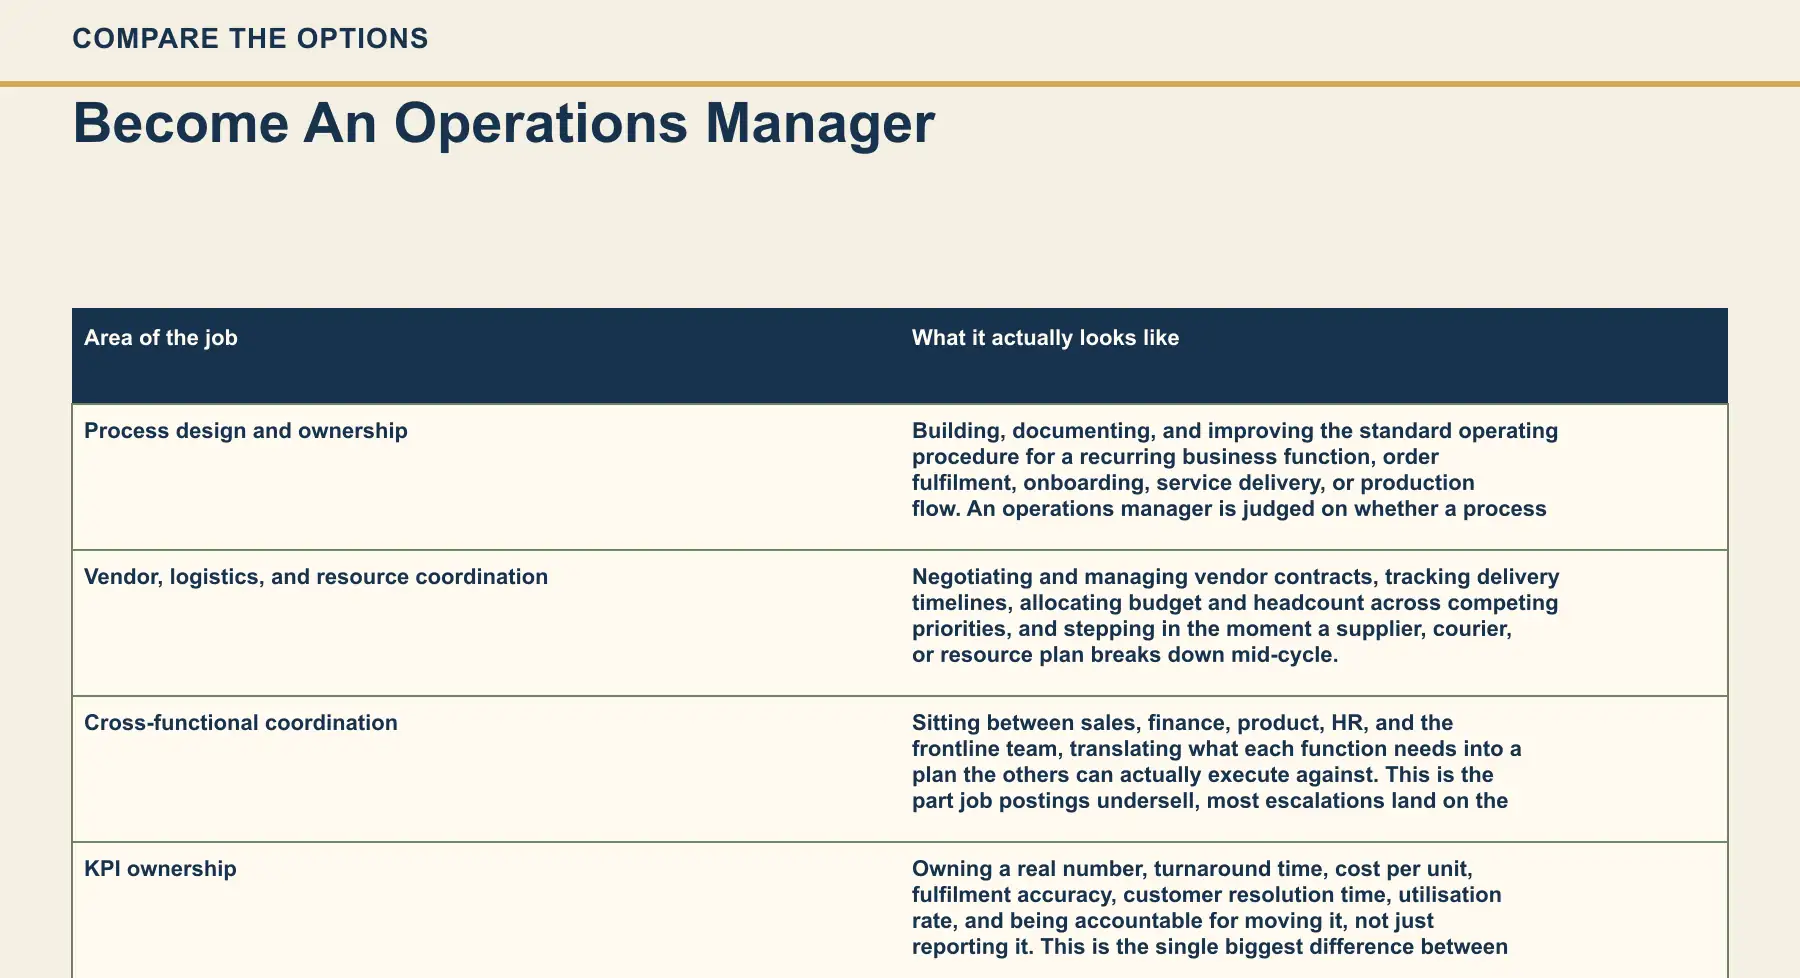 COMPARE THE OPTIONS
Become An Operations Manager
Area of the job
What it actually looks like
Process design and ownership
Building, documenting, and improving the standard operating
procedure for a recurring business function, order
fulfilment, onboarding, service delivery, or production
flow. An operations manager is judged on whether a process
Vendor, logistics, and resource coordination
Negotiating and managing vendor contracts, tracking delivery
timelines, allocating budget and headcount across competing
priorities, and stepping in the moment a supplier, courier,
or resource plan breaks down mid-cycle.
Cross-functional coordination
Sitting between sales, finance, product, HR, and the
frontline team, translating what each function needs into a
plan the others can actually execute against. This is the
part job postings undersell, most escalations land on the
KPI ownership
Owning a real number, turnaround time, cost per unit,
fulfilment accuracy, customer resolution time, utilisation
rate, and being accountable for moving it, not just
reporting it. This is the single biggest difference between